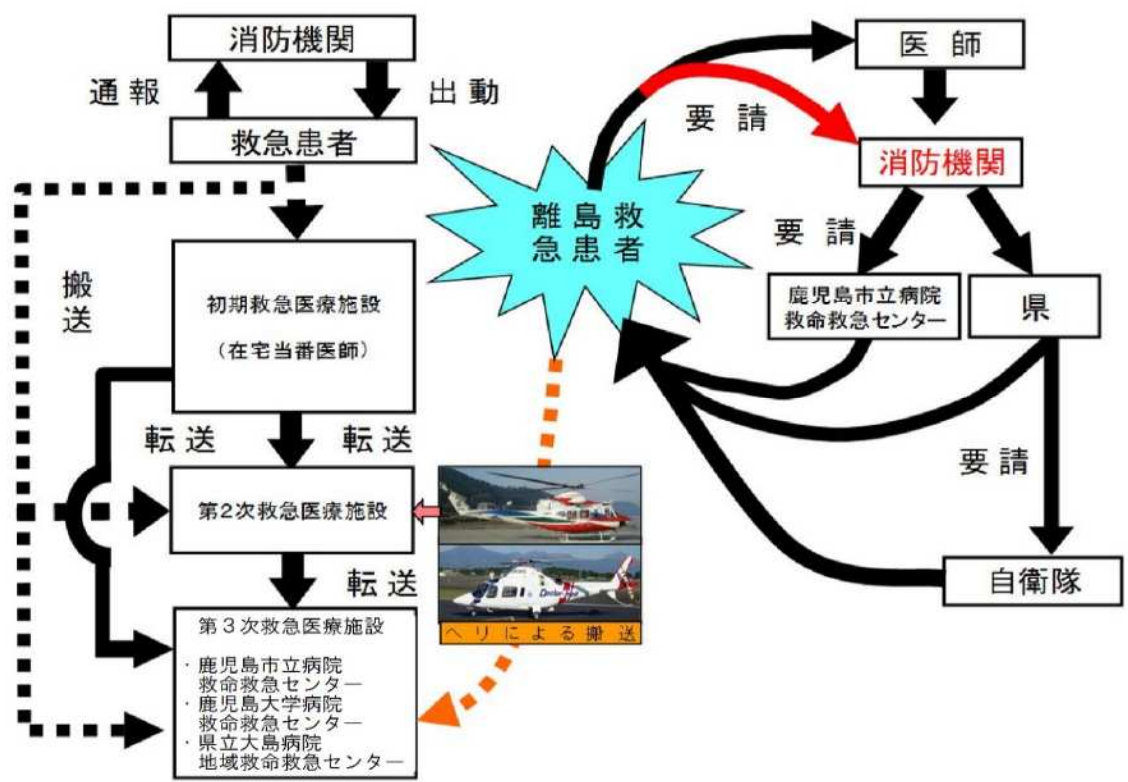 消防機関
通報
出動
救急患者
搬送
初期救急医療施設
（在宅当番医師）
転送
転送
第2次救急医療施設
転送
第３次救急医療施設
・鹿児島市立病院
救命救急センター
・鹿児島大学病院
救命救急センター
・県立大島病院
地域救命救急センター
離島救
急患者
ヘリによる搬送
医師
要請
消防機関
要請
鹿児島市立病院
救命救急センター
県
要請
自衛隊